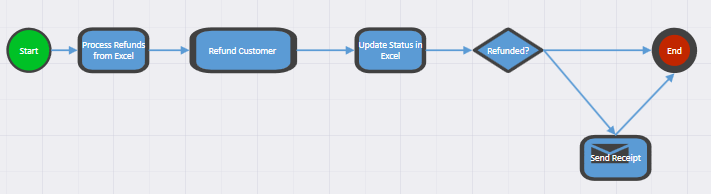 Start
Process Refunds
from Excel
Refund Customer
Update Status in
Excel
Refunded?
End
Send Receipt